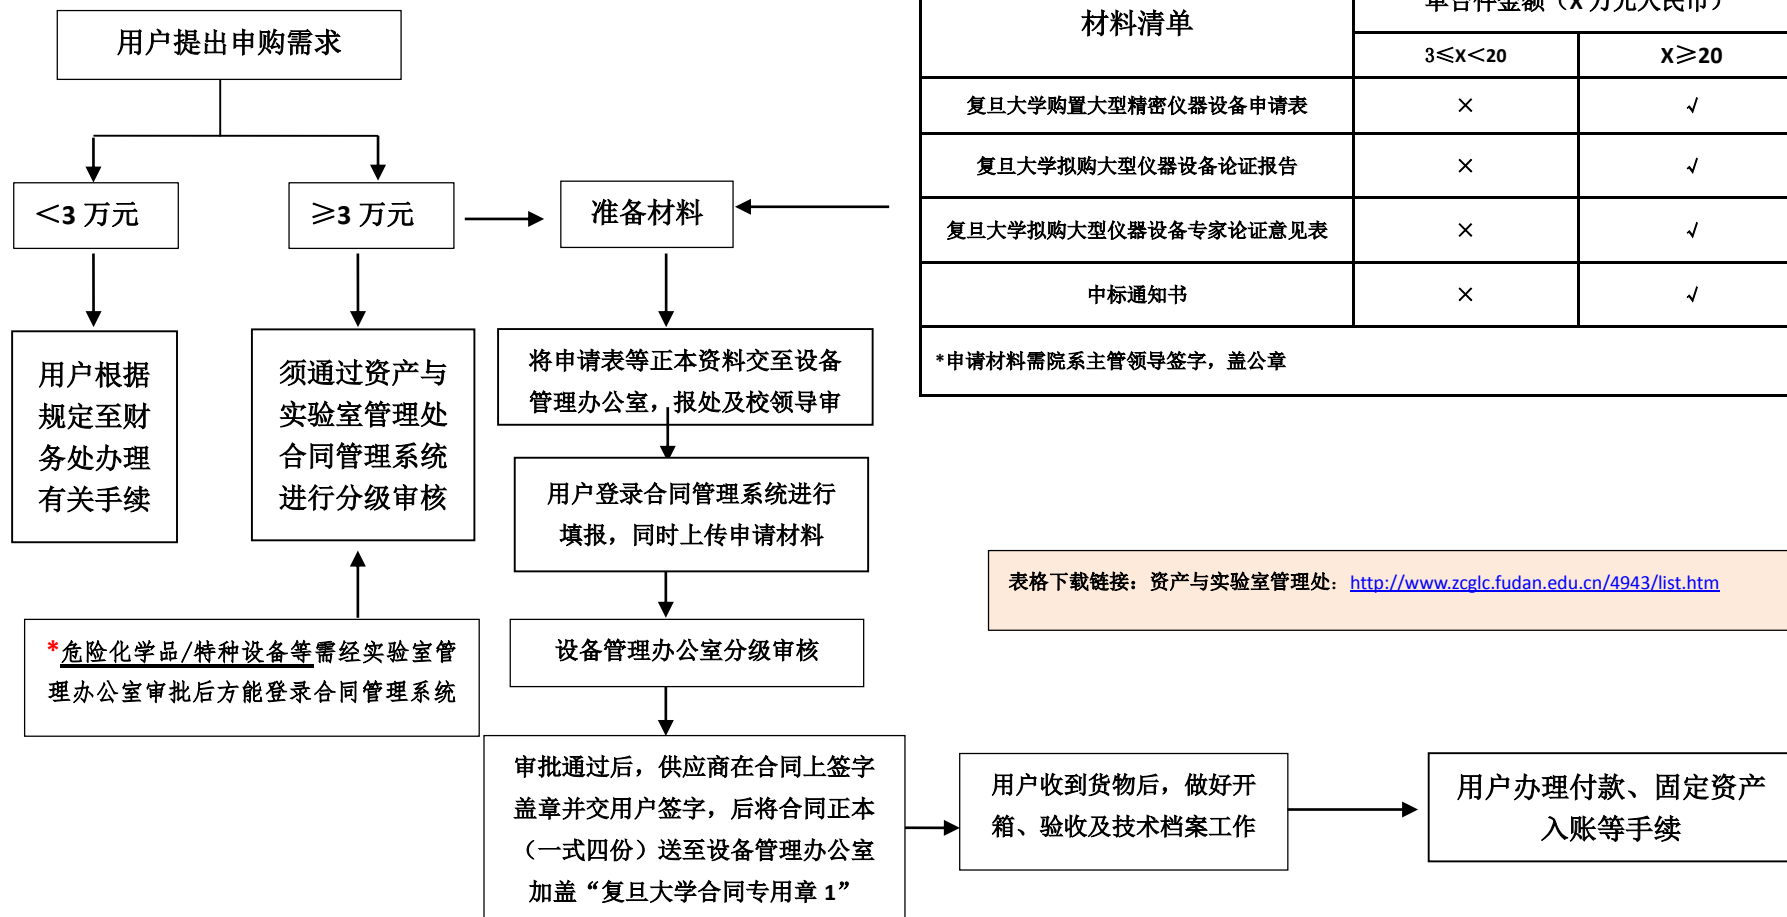 用户提出申购需求
<3 万元
≥3 万元
准备材料
用户根据
规定至财
务处办理
有关手续
须通过资产与
实验室管理处
合同管理系统
进行分级审核
*危险化学品/特种设备等需经实验室管
理办公室审批后方能登录合同管理系统
将申请表等正本资料交至设备
管理办公室，报处及校领导审
用户登录合同管理系统进行
填报，同时上传申请材料
设备管理办公室分级审核
审批通过后，供应商在合同上签字
盖章并交用户签字，后将合同正本
（一式四份）送至设备管理办公室
加盖“复旦大学合同专用章 1”
用户收到货物后，做好开
箱、验收及技术档案工作
用户办理付款、固定资产
入账等手续
材料清单
单台件金额（X 万元人民币）
3≤X<20
X≥20
复旦大学购置大型精密仪器设备申请表 × √
复旦大学拟购大型仪器设备论证报告 × √
复旦大学拟购大型仪器设备专家论证意见表 × √
中标通知书 × √
*申请材料需院系主管领导签字，盖公章
表格下载链接：资产与实验室管理处：http://www.zcglc.fudan.edu.cn/4943/list.htm